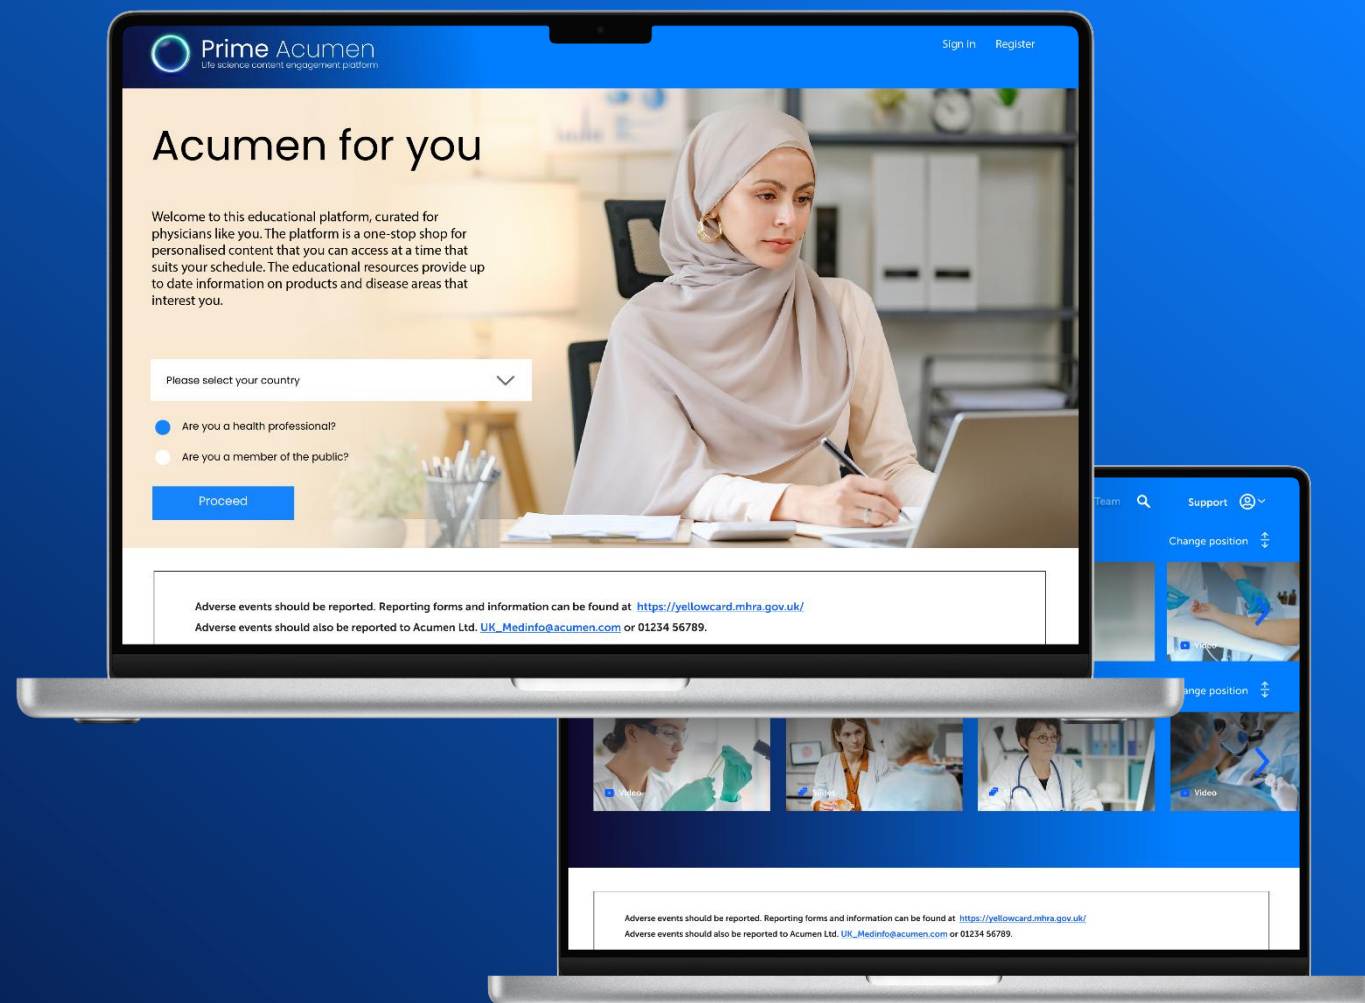 Prime Acumen
Life science content engagement platform
Sign in
Register
Acumen for you
Welcome to this educational platform, curated for
physicians like you. The platform is a one-stop shop for
personalised content that you can access at a time that
suits your schedule. The educational resources provide up
to date information on products and disease areas that
interest you.
Please select your country
Are you a health professional?
Are you a member of the public?
Proceed
Adverse events should be reported. Reporting forms and information can be found at https://yellowcard.mhra.gov.uk/
Adverse events should also be reported to Acumen Ltd. UK_Medinfo@acumen.com or 01234 56789.
Team
Support
Change position
Video
ange position
Video
Slides
Slides
Video
Adverse events should be reported. Reporting forms and information can be found at https://yellowcard.mhra.gov.uk/
Adverse events should also be reported to Acumen Ltd. UK_Medinfo@acumen.com or 01234 56789.